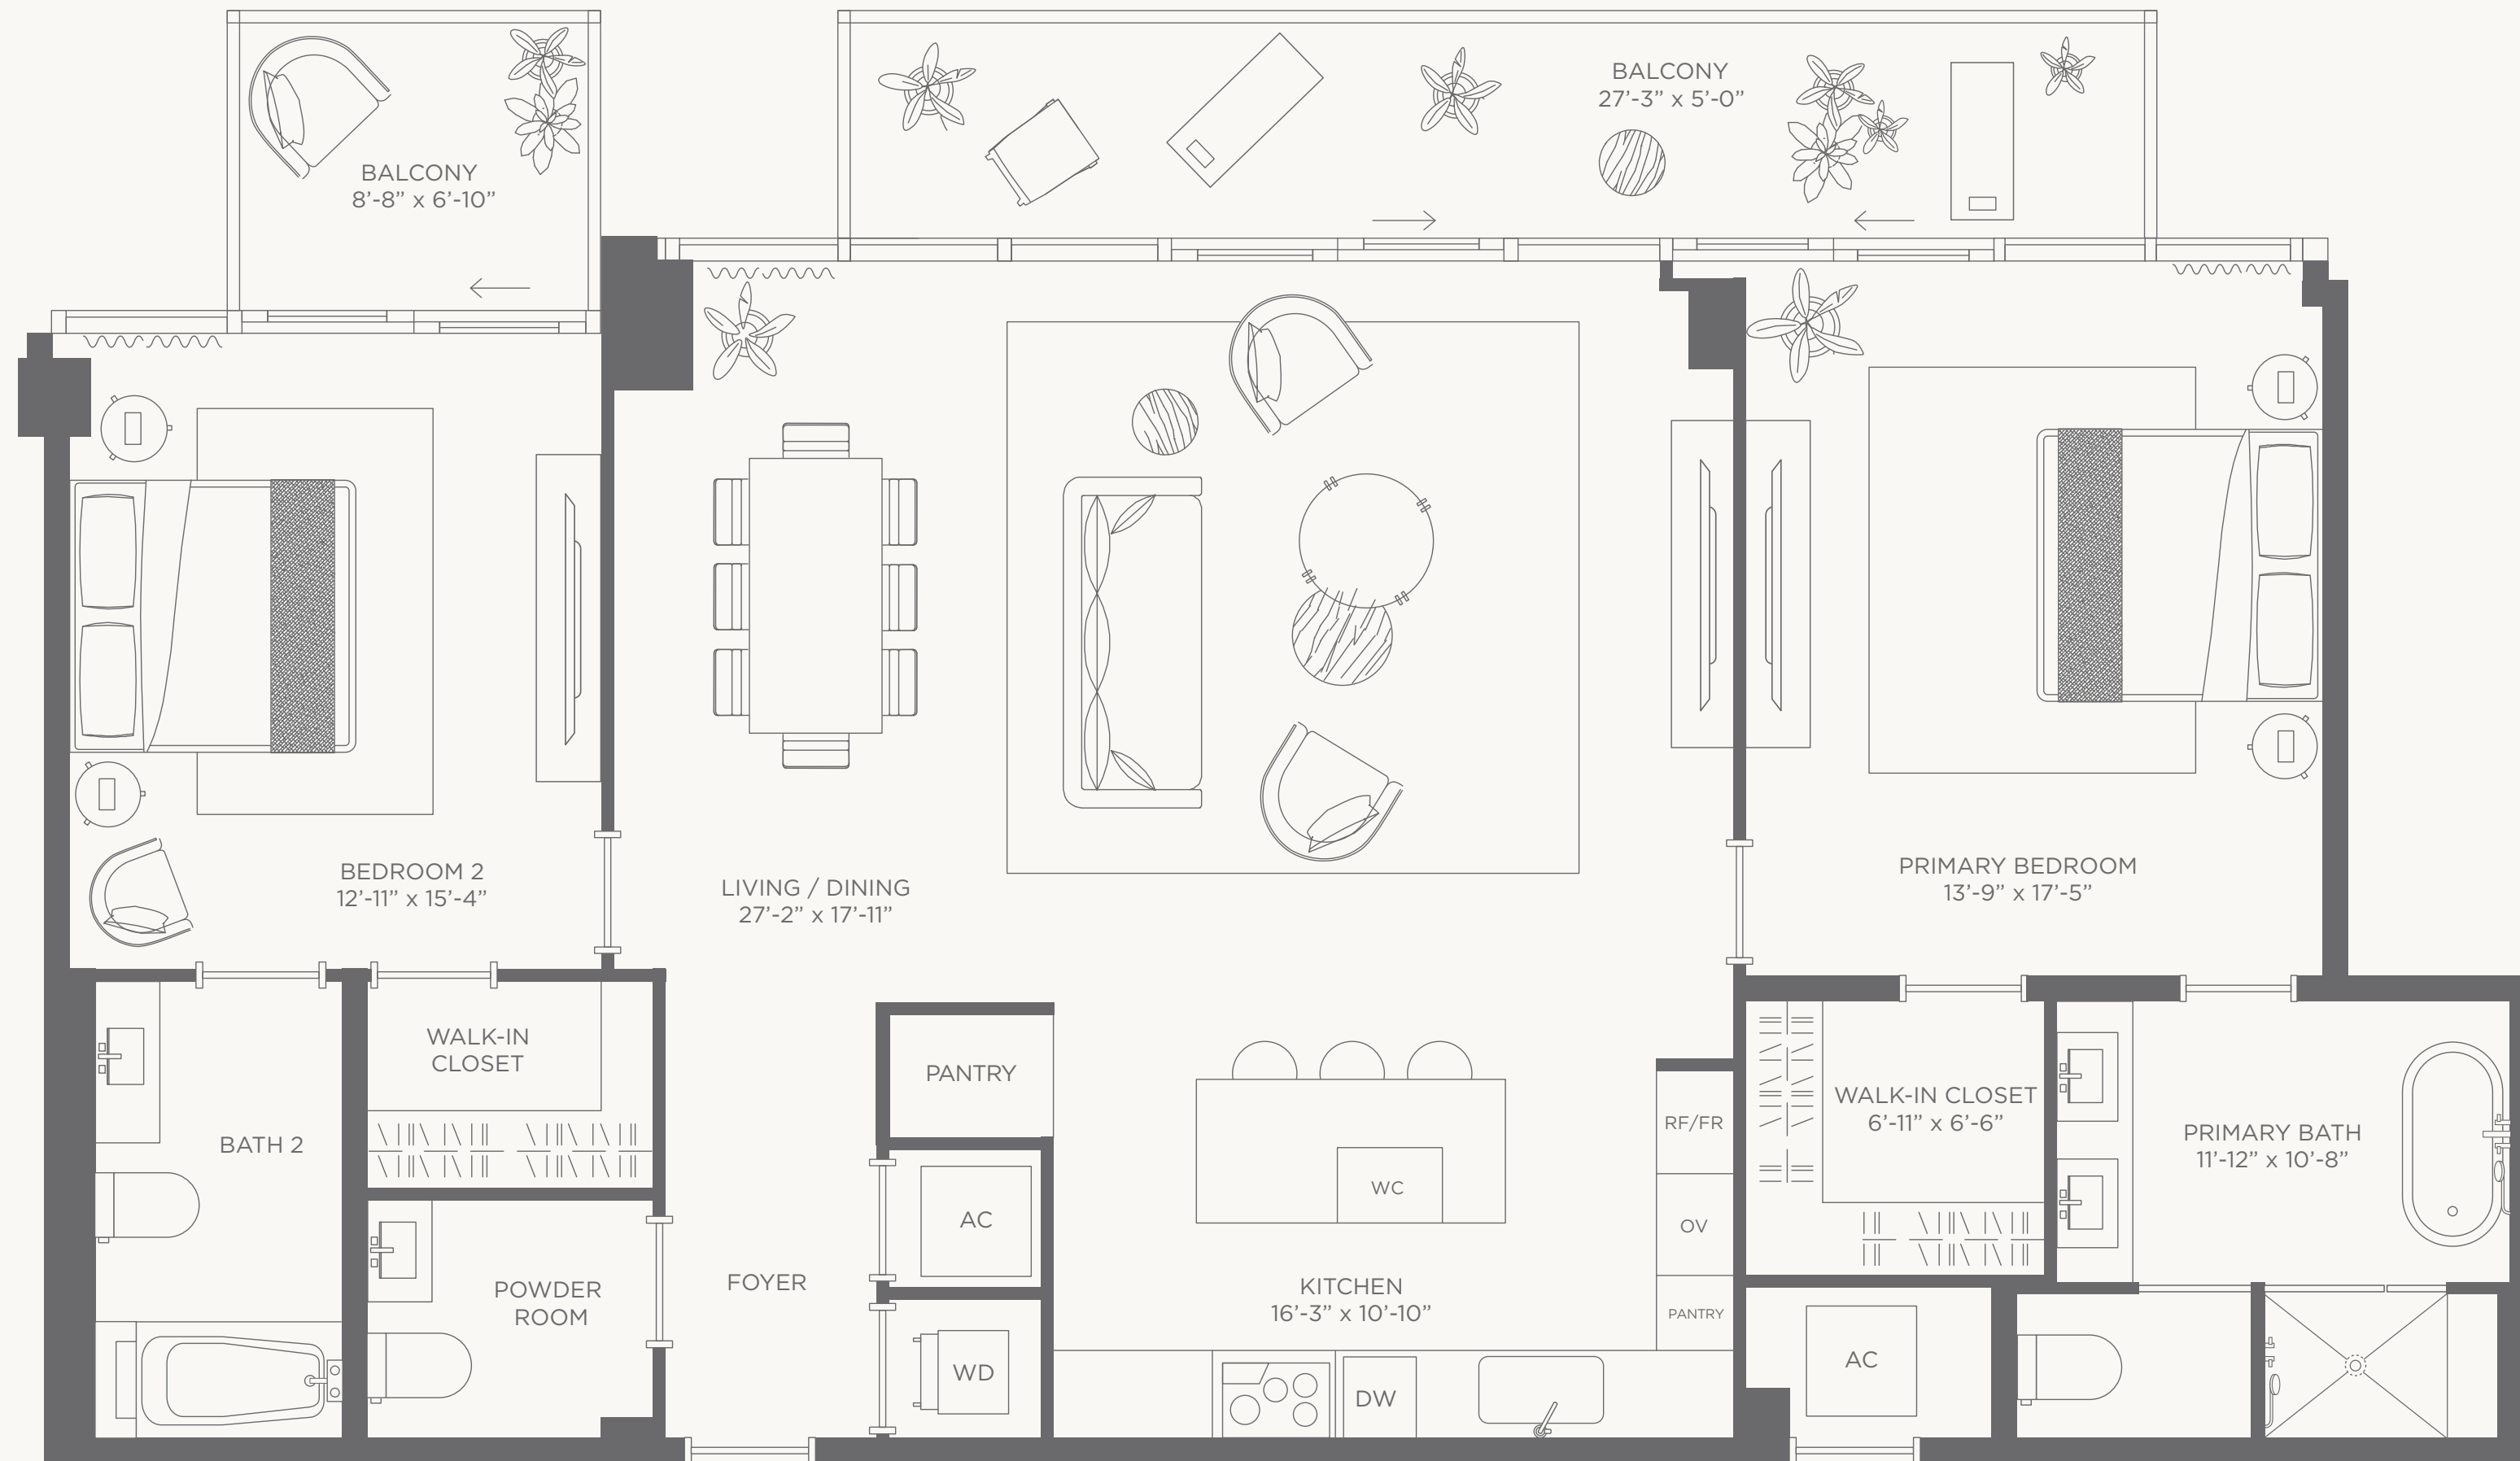 BALCONY
27’-3” x 5’-0”
BALCONY
8’-8” x 6’-10”
BEDROOM 2
12’-11” x 15’-4”
LIVING / DINING
27’-2” x 17’-11”
PRIMARY BEDROOM
13’-9” x 17’-5”
WALK-IN
CLOSET
PANTRY
BATH 2
RF/FR
WALK-IN CLOSET
6’-11” x 6’-6”
PRIMARY BATH
11’-12” x 10’-8”
WC
AC
OV
POWDER
ROOM
FOYER
KITCHEN
16’-3” x 10’-10”
PANTRY
AC
WD
DW